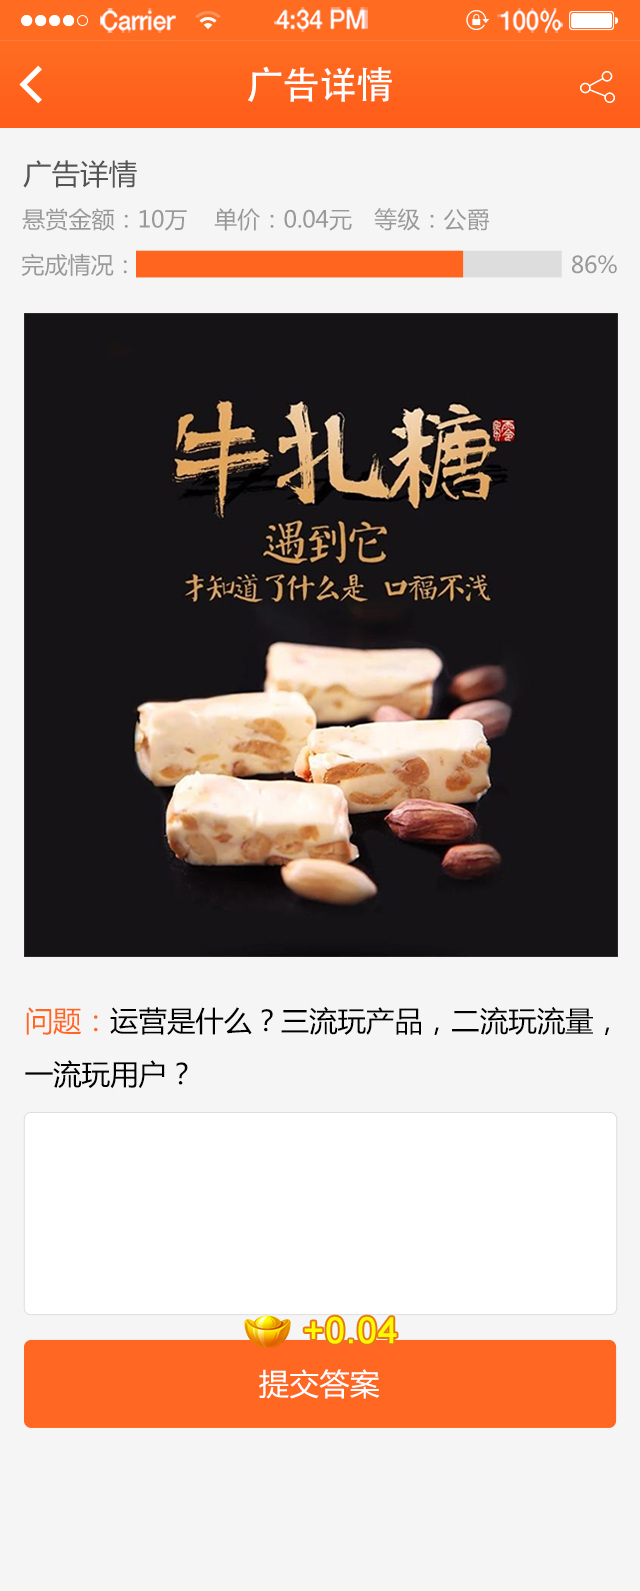 Carrier 4:34 PM 100%
广告详情
广告详情
悬赏金额：10万 单价：0.04元 等级：公爵
完成情况： 86%
牛扎糖
遇到它
才知道了什么是 口福不浅
问题：运营是什么？三流玩产品，二流玩流量，
一流玩用户？
+0.04
提交答案